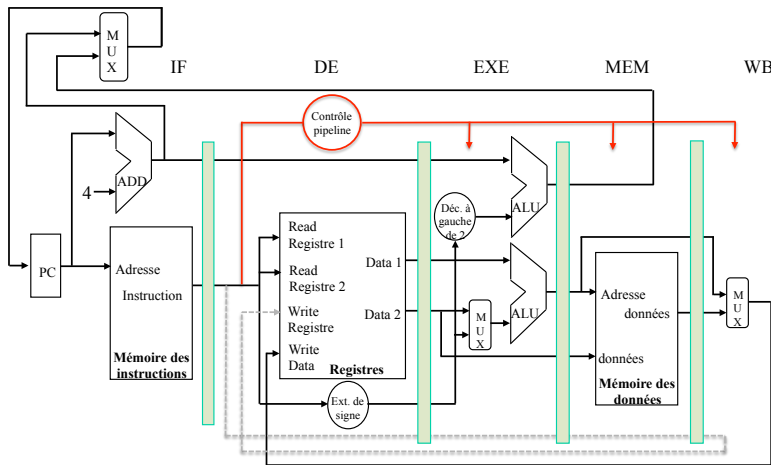 M
U
X
IF
DE
EXE
MEM
WB
Contrôle
pipeline
ADD
4
ALU
Déc. à
gauche
de 2
PC
Adresse
Instruction
Mémoire des
instructions
Read
Registre 1
Read
Registre 2
Write
Registre
Write
Data
Data 1
Data 2
Registres
Ext. de
signe
M
U
X
ALU
Adresse
données
données
Mémoire des
données
M
U
X